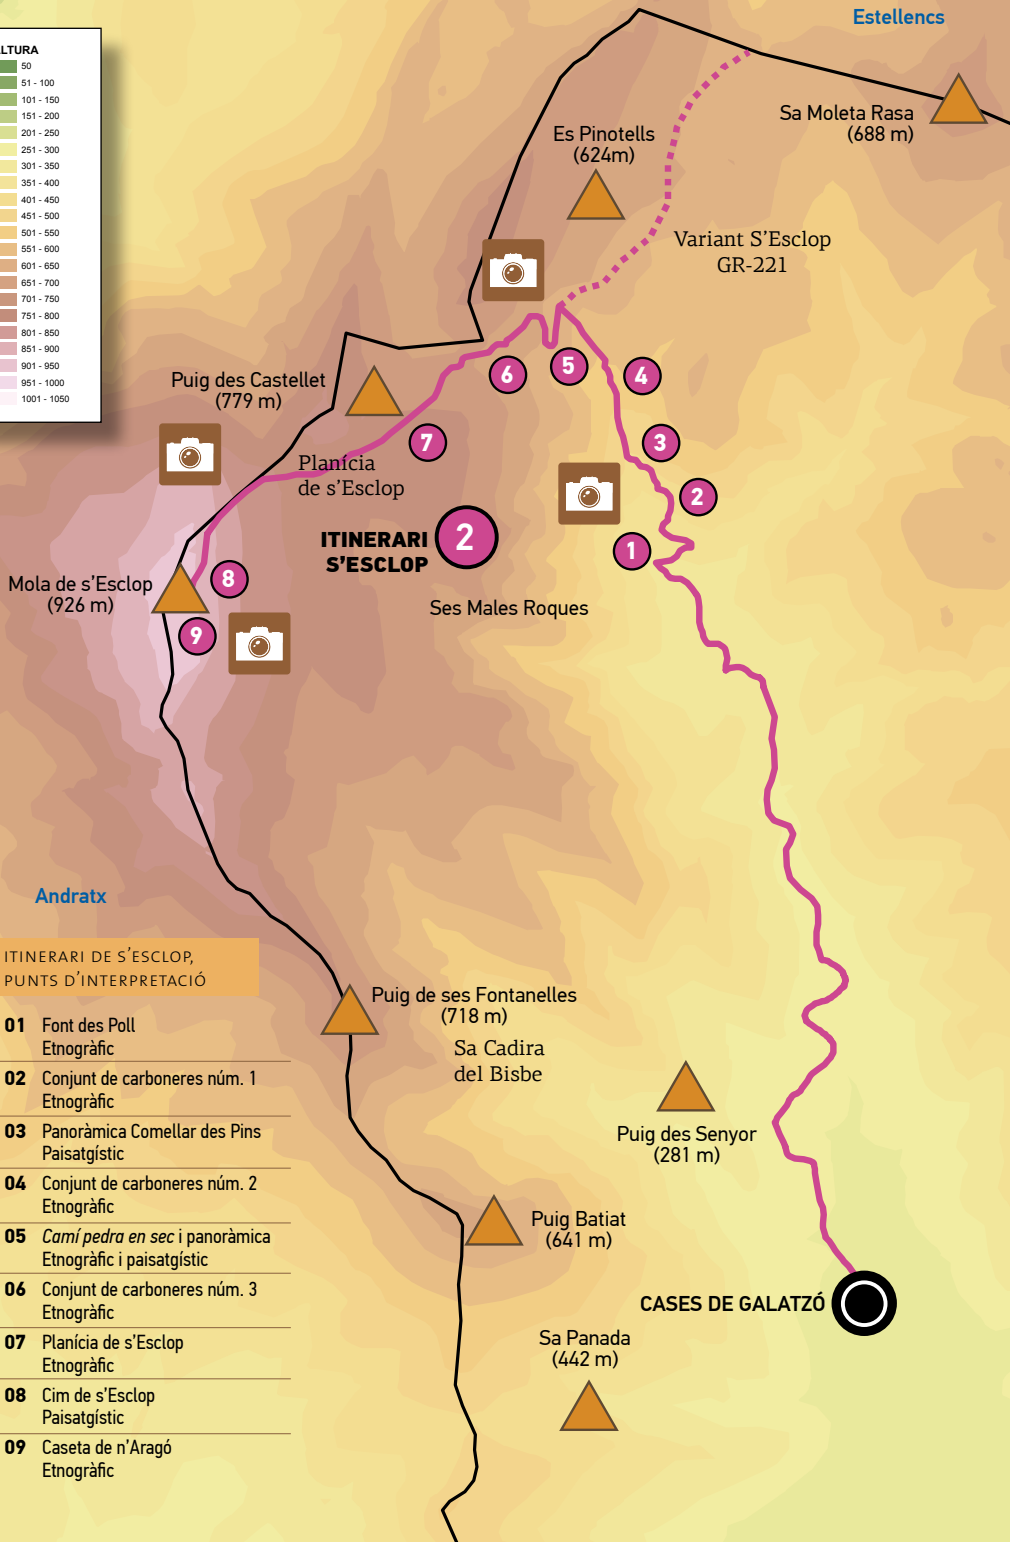 LTURA
50
51 - 100
101 - 150
151 - 200
201 - 250
251 - 300
301 - 350
351 - 400
401 - 450
451 - 500
501 - 550
551 - 600
601 - 650
651 - 700
701 - 750
751 - 800
801 - 850
851 - 900
901 - 950
951 - 1000
1001 - 1050
Estellencs
Sa Moleta Rasa
(688 m)
Es Pinotells
(624m)
Variant S'Esclop
GR-221
Puig des Castellet
(779 m)
6
5
4
7
3
2
1
Planícia
de s'Esclop
ITINERARI
S'ESCLOP
2
Mola de s'Esclop
(926 m)
8
9
Ses Males Roques
Andratx
ITINERARI DE S'ESCLOP,
PUNTS D'INTERPRETACIÓ
01 Font des Poll
Etnogràfic
02 Conjunt de carboneres núm. 1
Etnogràfic
03 Panoràmica Comellar des Pins
Paisatgístic
04 Conjunt de carboneres núm. 2
Etnogràfic
05 Camí pedra en sec i panoràmica
Etnogràfic i paisatgístic
06 Conjunt de carboneres núm. 3
Etnogràfic
07 Planícia de s'Esclop
Etnogràfic
08 Cim de s'Esclop
Paisatgístic
09 Caseta de n'Aragó
Etnogràfic
Puig de ses Fontanelles
(718 m)
Sa Cadira
del Bisbe
Puig des Senyor
(281 m)
Puig Batiat
(641 m)
CASES DE GALATZÓ
Sa Panada
(442 m)